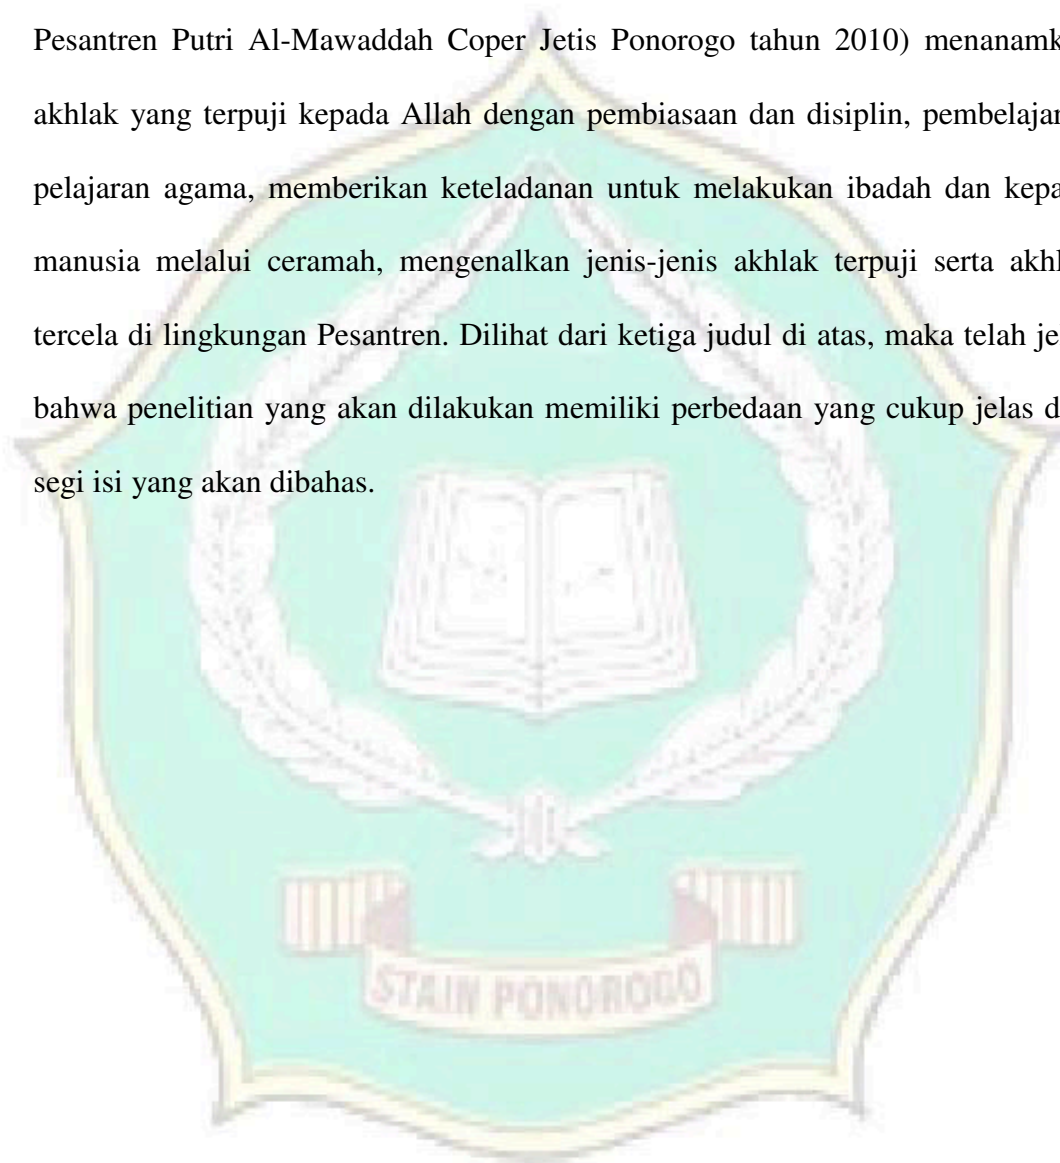 Pesantren Putri Al-Mawaddah Coper Jetis Ponorogo tahun 2010) menanamk
akhlak yang terpuji kepada Allah dengan pembiasaan dan disiplin, pembelajar
pelajaran agama, memberikan keteladanan untuk melakukan ibadah dan kepa
manusia melalui ceramah, mengenalkan jenis-jenis akhlak terpuji serta akhl
tercela di lingkungan Pesantren. Dilihat dari ketiga judul di atas, maka telah je
bahwa penelitian yang akan dilakukan memiliki perbedaan yang cukup jelas d
segi isi yang akan dibahas.
STAIN PONOROGO